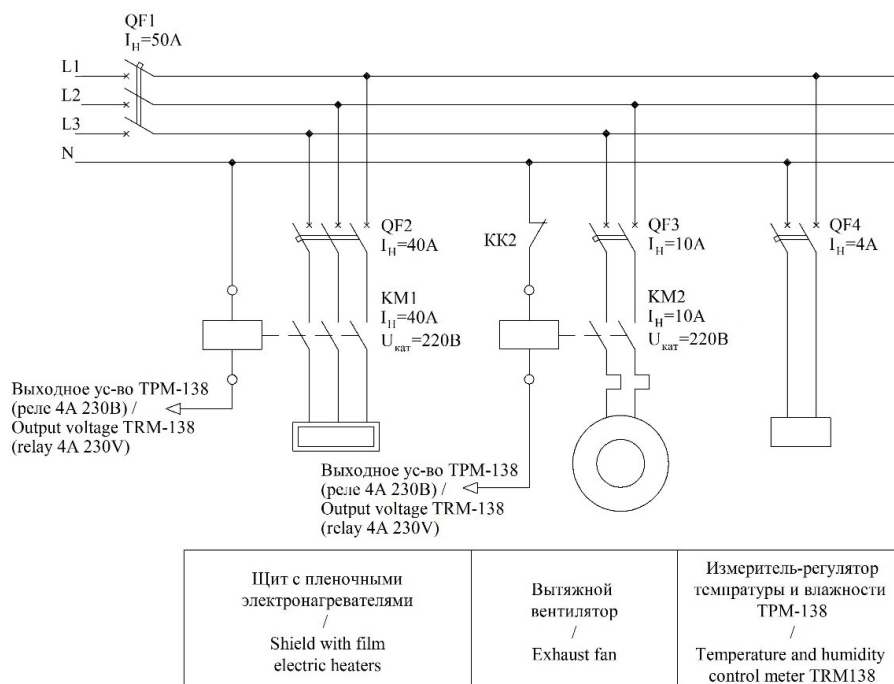 QF1
Iн=50А
L1
L2
L3
N
QF2
Iн=40А
KM1
Iн=40А
Uкат=220В
KK2
QF3
Iн=10А
KM2
Iн=10А
Uкат=220В
QF4
Iн=4А
Выходное ус-во ТРМ-138
(реле 4А 230В) /
Output voltage TRM-138
(relay 4A 230V)
Выходное ус-во ТРМ-138
(реле 4А 230В) /
Output voltage TRM-138
(relay 4A 230V)
Щит с пленочными
электронагревателями
/
Shield with film
electric heaters
Вытяжной
вентилятор
/
Exhaust fan
Измеритель-регулятор
темпратуры и влажности
ТРМ-138
/
Temperature and humidity
control meter TRM138